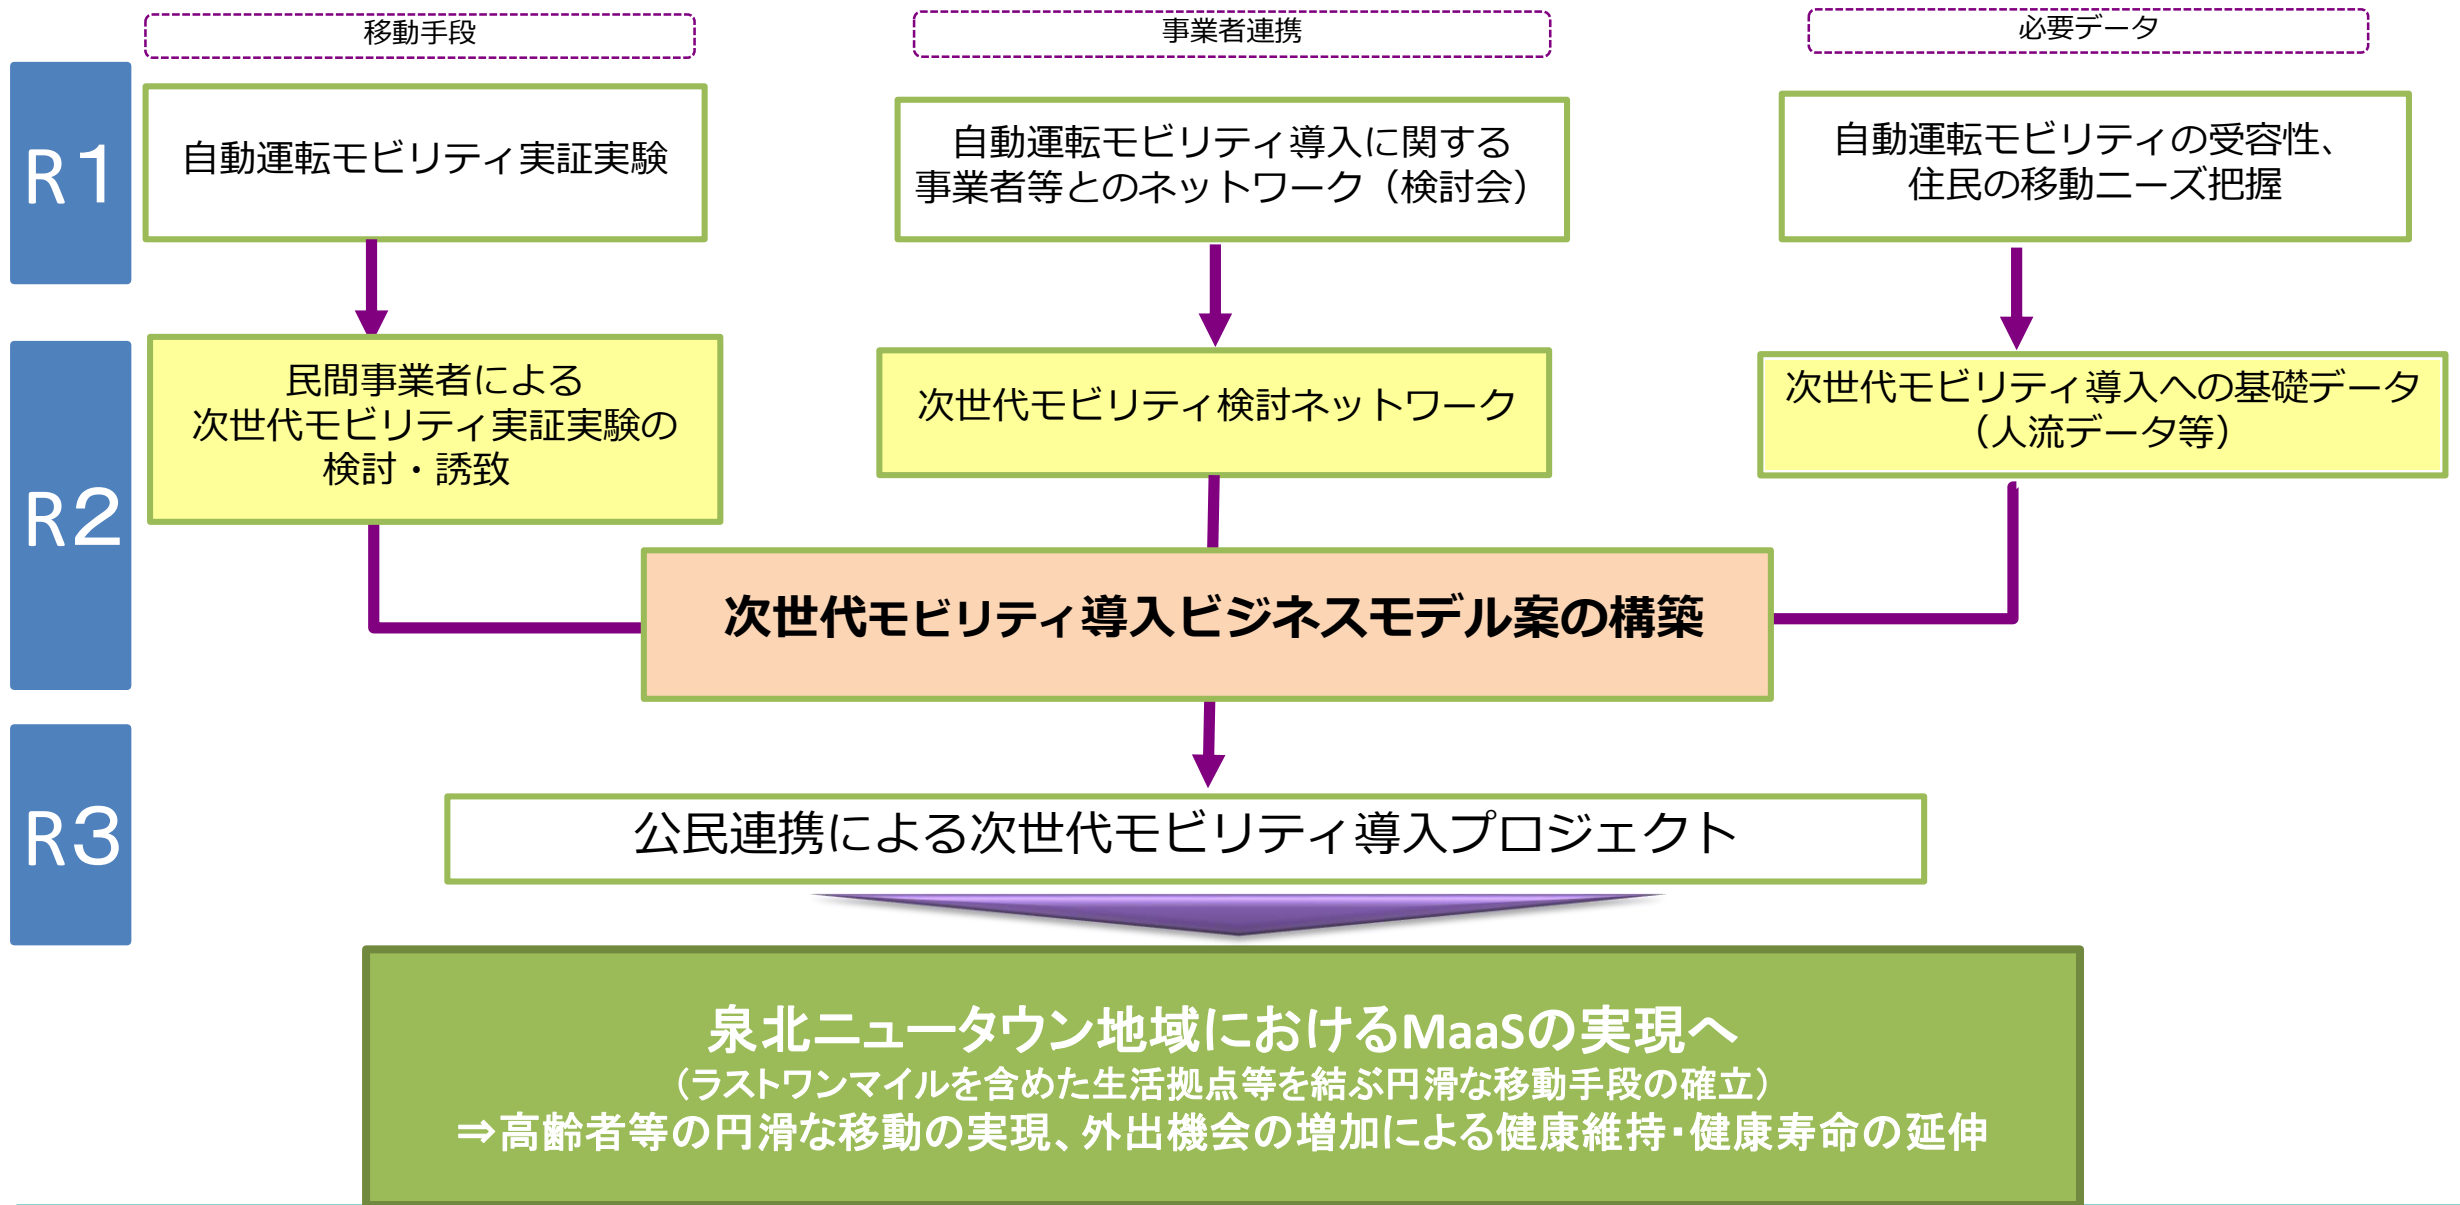 移動手段
事業者連携
必要データ
R1
自動運転モビリティ実証実験
自動運転モビリティ導入に関する
事業者等とのネットワーク（検討会）
自動運転モビリティの受容性、
住民の移動ニーズ把握
R2
民間事業者による
次世代モビリティ実証実験の
検討・誘致
次世代モビリティ検討ネットワーク
次世代モビリティ導入への基礎データ
（人流データ等）
次世代モビリティ導入ビジネスモデル案の構築
R3
公民連携による次世代モビリティ導入プロジェクト
泉北ニュータウン地域におけるMaaSの実現へ
（ラストワンマイルを含めた生活拠点等を結ぶ円滑な移動手段の確立）
⇒高齢者等の円滑な移動の実現、外出機会の増加による健康維持・健康寿命の延伸